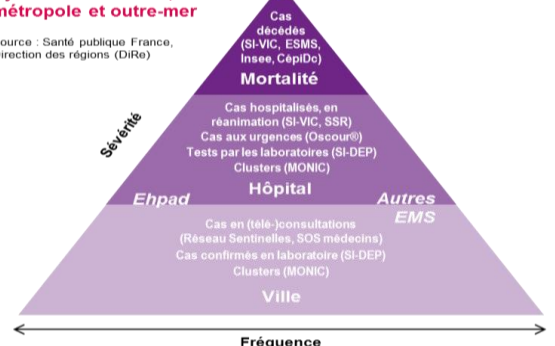 métropole et outre-mer
ource : Santé publique France,
irection des régions (DiRe)
Cas
décédés
(SI-VIC, ESMS,
Insee, CépiDc)
Mortalité
Sévérité
Cas hospitalisés, en
réanimation (SI-VIC, SSR)
Cas aux urgences (Oscour®)
Tests par les laboratoires (SI-DEP)
Clusters (MONIC)
Hôpital
Ehpad
Autres
EMS
Cas en (télé-)consultations
(Réseau Sentinelles, SOS médecins)
Cas confirmés en laboratoire (SI-DEP)
Clusters (MONIC)
Ville
Fréquence